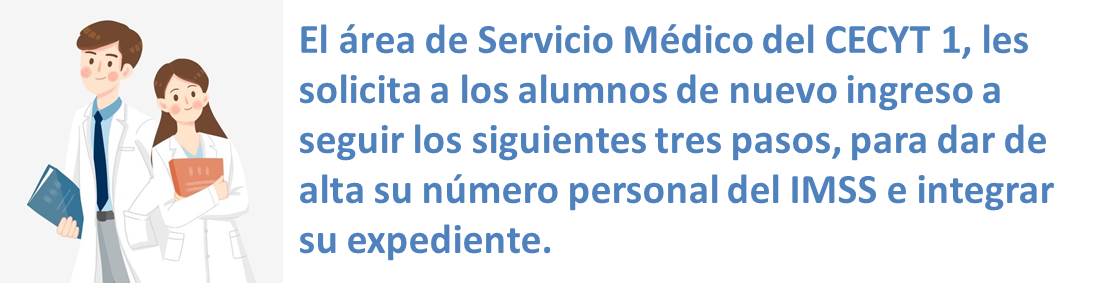 El área de Servicio Médico del CECYT 1, les
solicita a los alumnos de nuevo ingreso a
seguir los siguientes tres pasos, para dar de
alta su número personal del IMSS e integrar
su expediente.